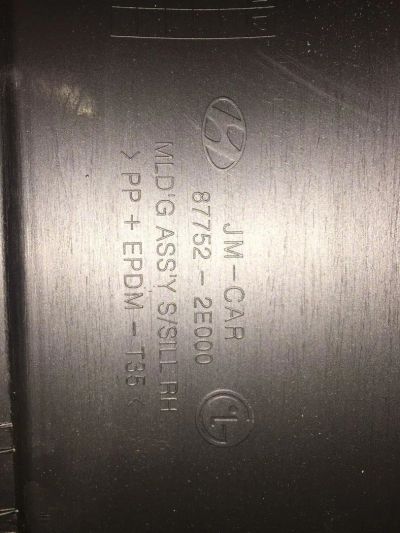 JM-CAR
87752-2E000
MLD'G ASS'Y S/SILL RH
>PP + EPDM - T35<